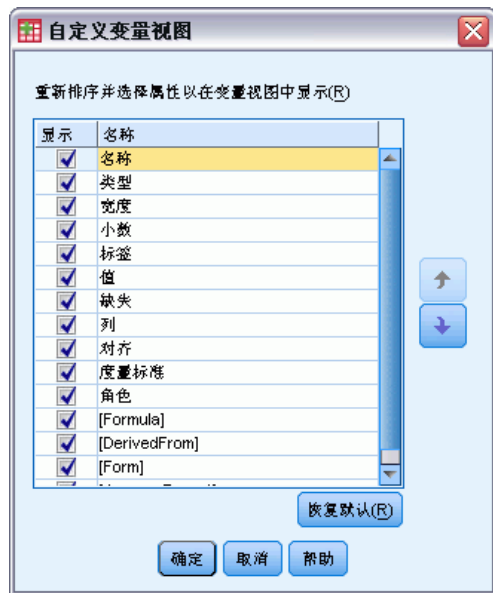 自定义变量视图
重新排序并选择属性以在变量视图中显示(R)
显示 名称
名称
类型
宽度
小数
标签
值
缺失
列
对齐
度量标准
角色
[Formula]
[DerivedFrom]
[Form]
恢复默认(R)
确定 取消 帮助